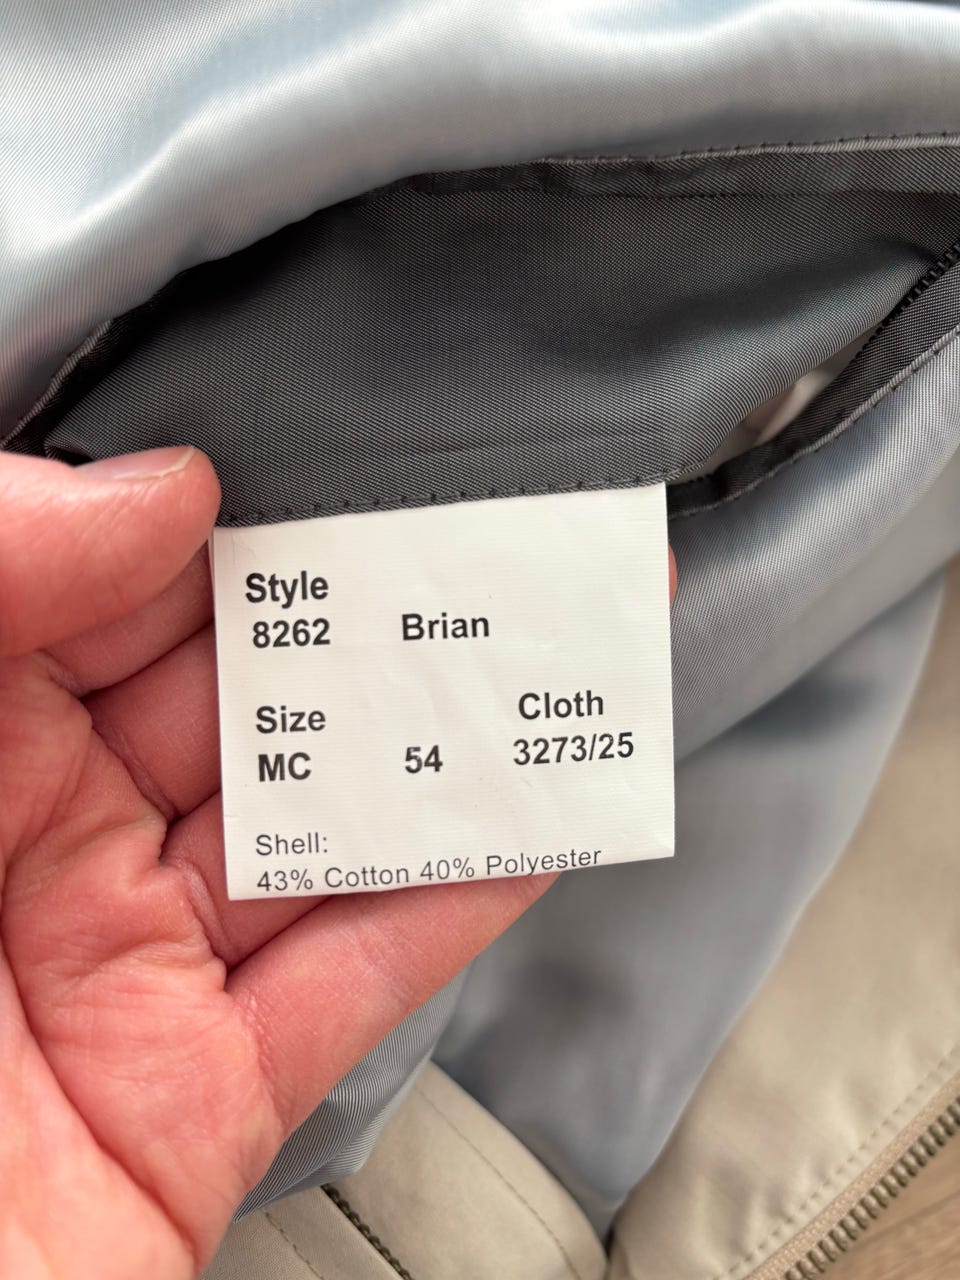 Style
8262 Brian
Size Cloth
MC 54 3273/25
Shell:
43% Cotton 40% Polyester